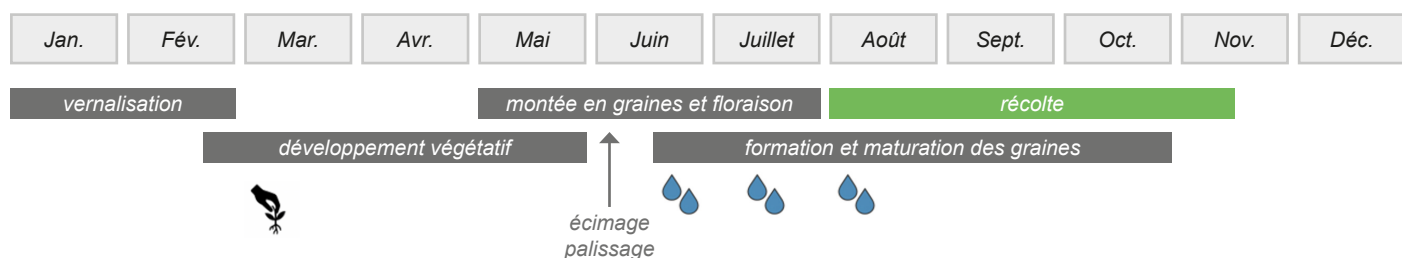 Jan. Fév. Mar. Avr. Mai Juin Juillet Août Sept. Oct. Nov. Déc.
vernalisation montée en graines et floraison récolte
développement végétatif formation et maturation des graines
écimage
palissage